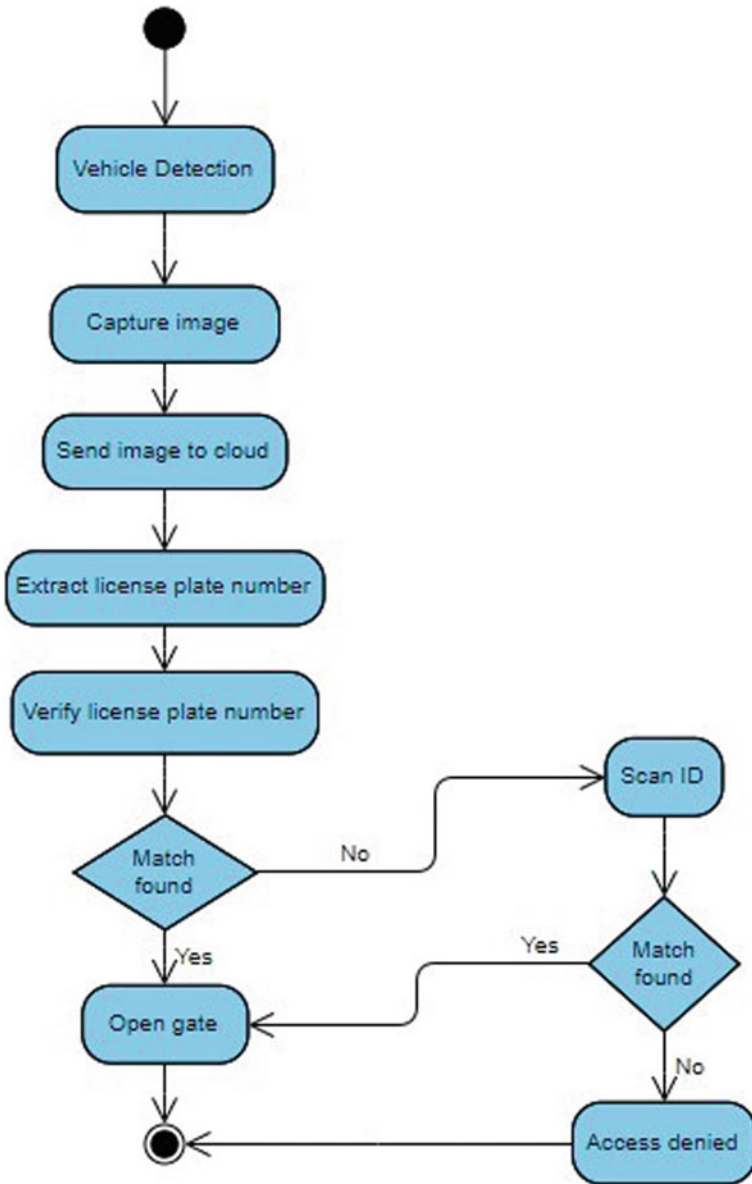 Vehicle Detection
Capture image
Send image to cloud
Extract license plate number
Verify license plate number
Match
found
No
Yes
Open gate
Scan ID
Match
found
Yes
No
Access denied